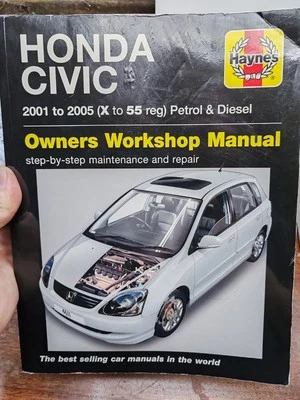 HONDA
CIVIC
Haynes
2001 to 2005 (X to 55 reg) Petrol & Diesel
Owners Workshop Manual
step-by-step maintenance and repair
The best selling car manuals in the world